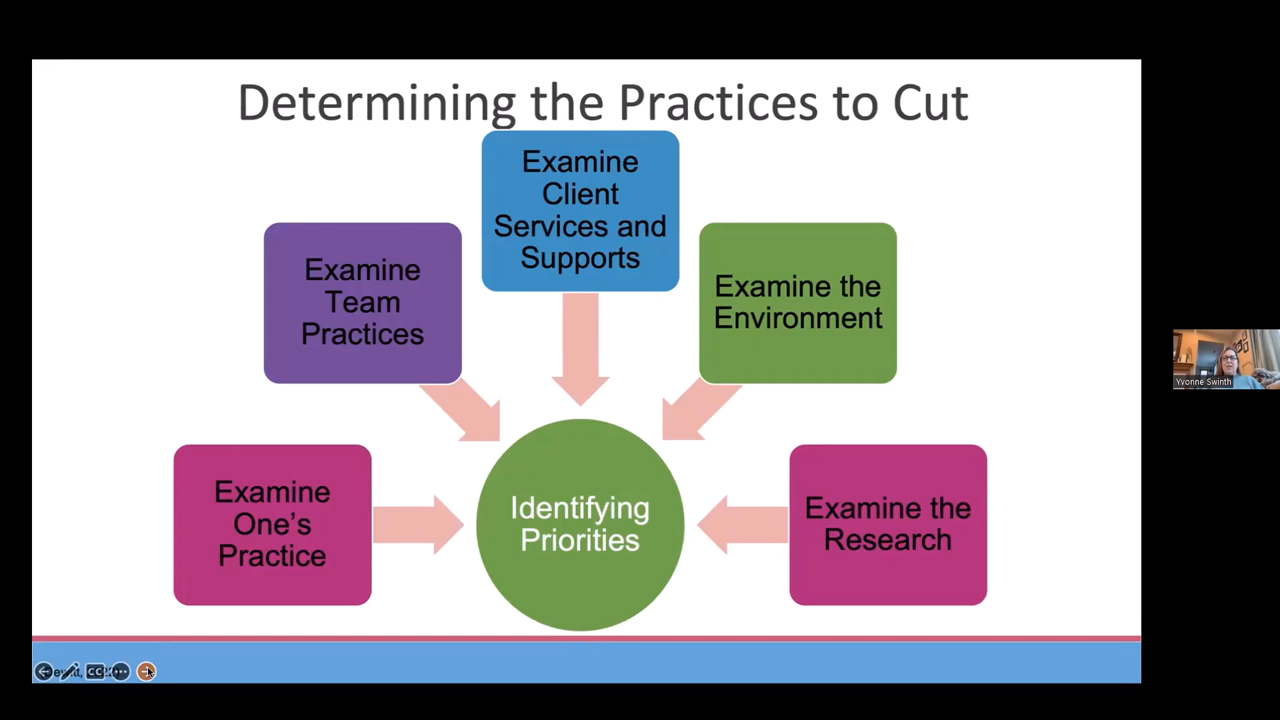 Determining the Practices to Cut
Examine
Client
Services and
Supports
Examine
Team
Practices
Examine the
Environment
Examine
One’s
Practice
Identifying
Priorities
Examine the
Research
Yvonne Swinth
CC